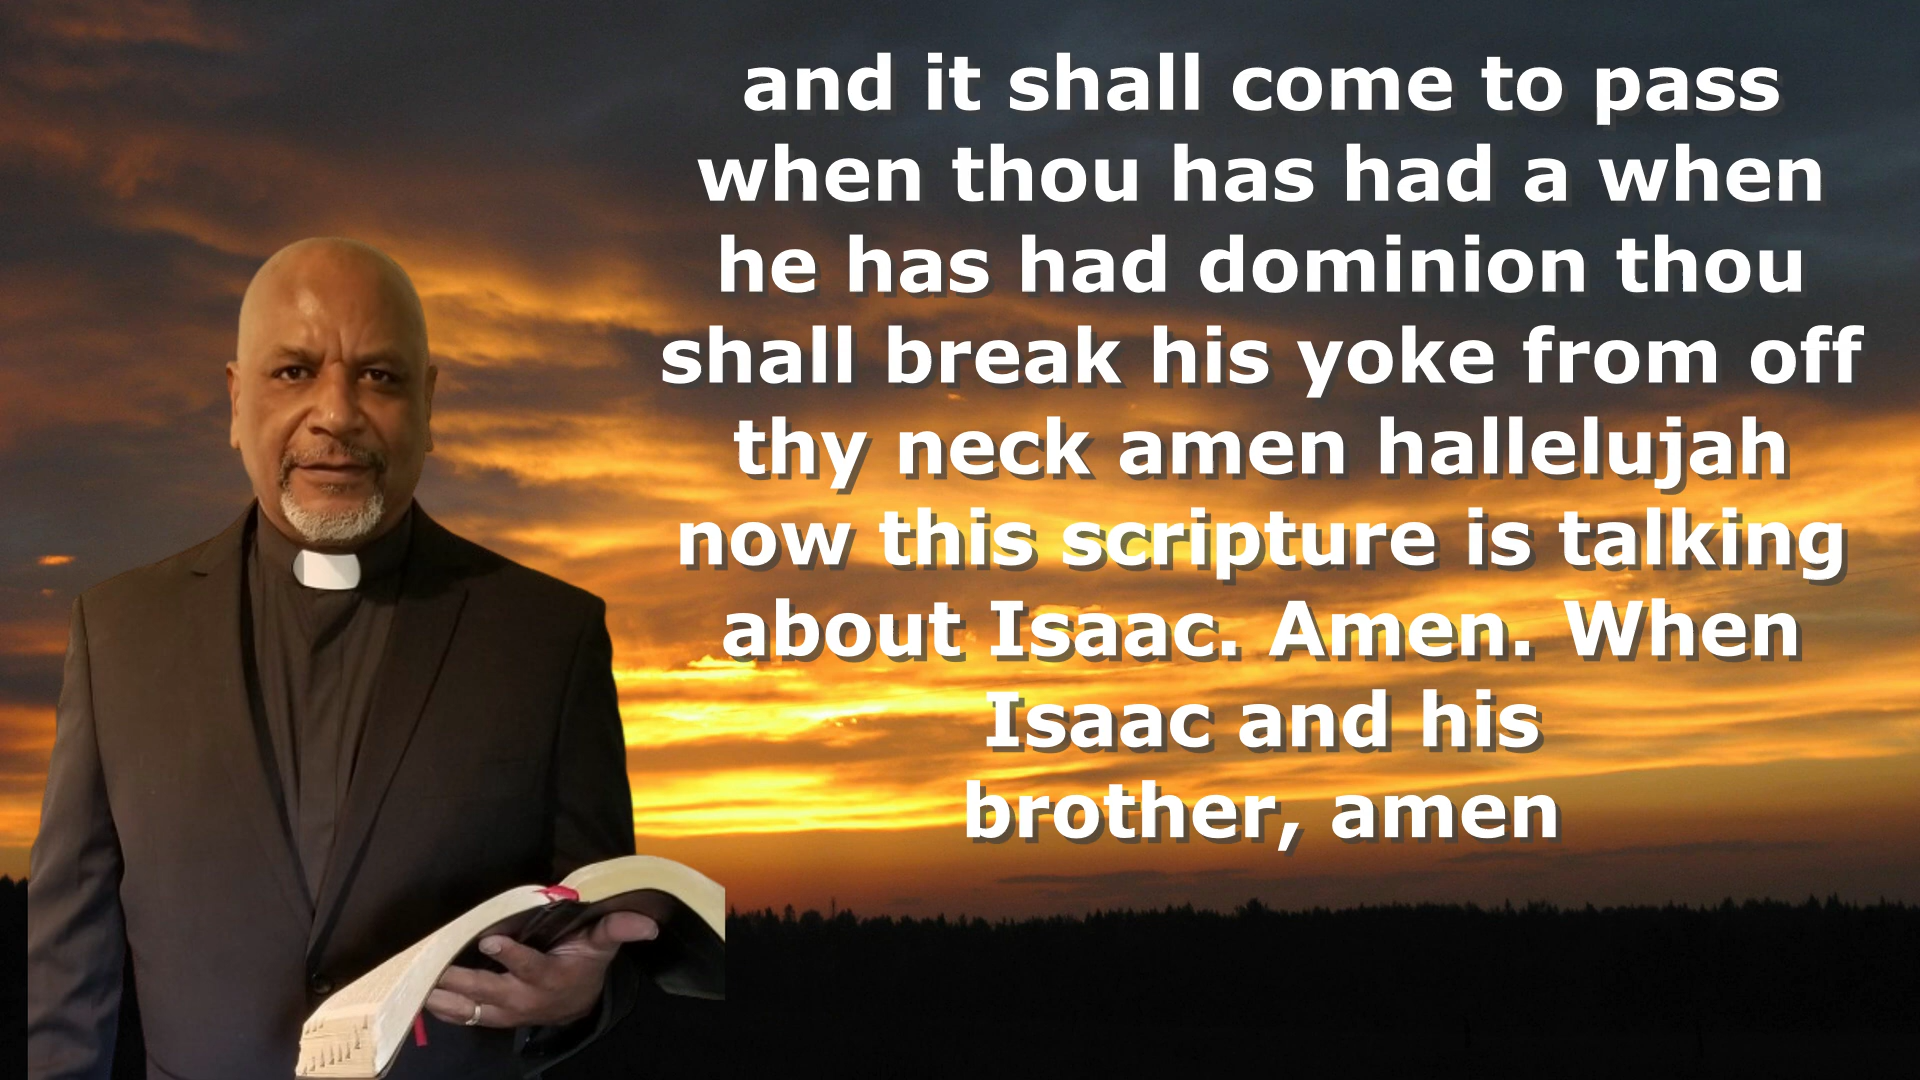 and it shall come to pass
when thou has had a when
he has had dominion thou
shall break his yoke from off
thy neck amen hallelujah
now this scripture is talking
about Isaac. Amen. When
Isaac and his
brother, amen